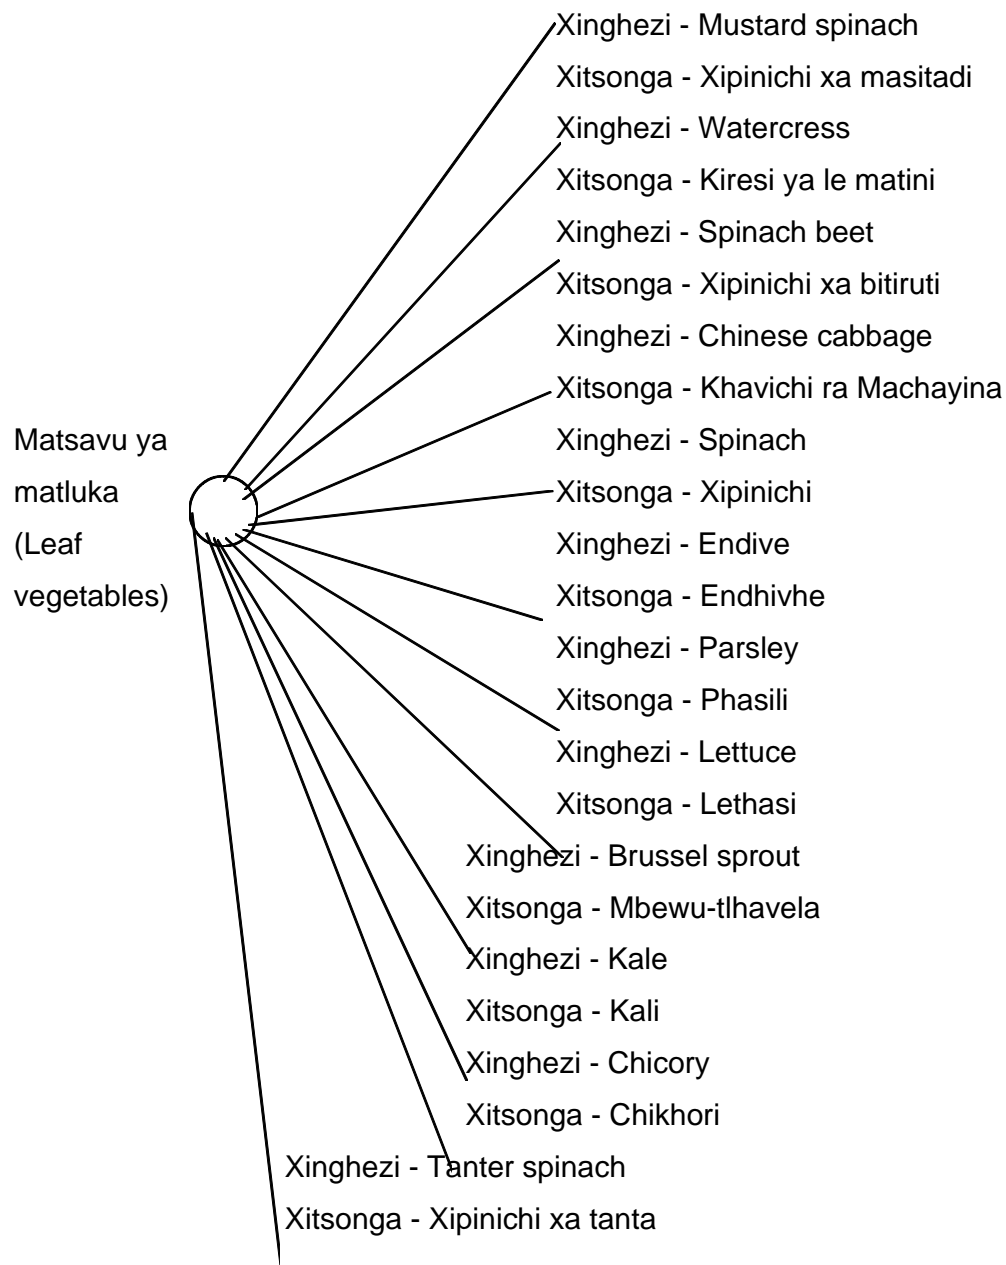 Xinghezi - Mustard spinach
Xitsonga - Xipinichi xa masitadi
Xinghezi - Watercress
Xitsonga - Kiresi ya le matini
Xinghezi - Spinach beet
Xitsonga - Xipinichi xa bitiruti
Xinghezi - Chinese cabbage
Xitsonga - Khavichi ra Machayina
Matsavu ya
matluka
(Leaf
vegetables)
Xinghezi - Spinach
Xitsonga - Xipinichi
Xinghezi - Endive
Xitsonga - Endhivhe
Xinghezi - Parsley
Xitsonga - Phasili
Xinghezi - Lettuce
Xitsonga - Lethasi
Xinghezi - Brussel sprout
Xitsonga - Mbewu-tlhavela
Xinghezi - Kale
Xitsonga - Kali
Xinghezi - Chicory
Xitsonga - Chikhori
Xinghezi - Tanter spinach
Xitsonga - Xipinichi xa tanta